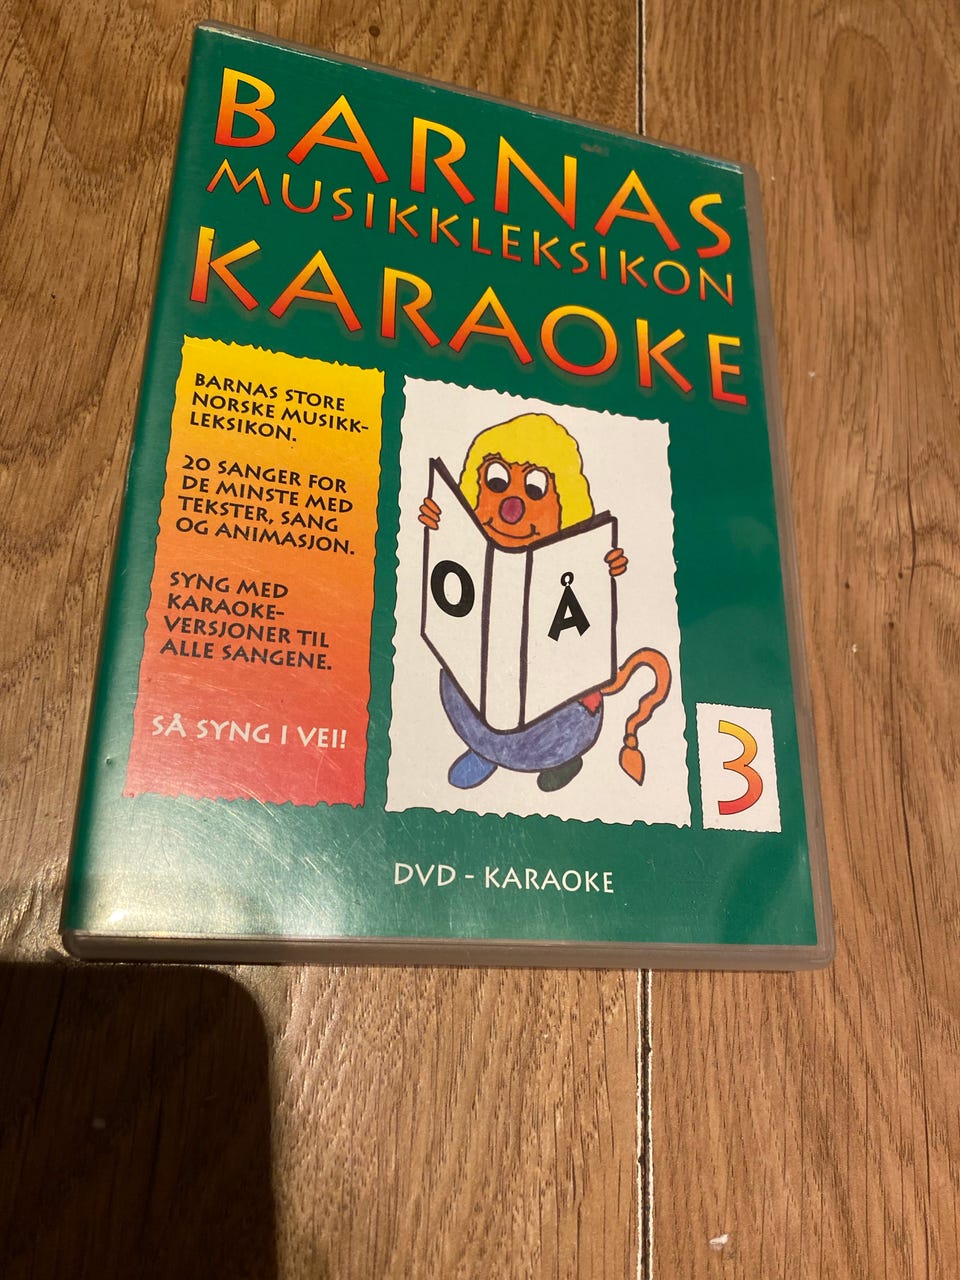 BARNAS
MUSIKKLEKSIKON
KARAOKE
BARNAS STORE
NORSKE MUSIKK-
LEKSIKON.
20 SANGER FOR
DE MINSTE MED
TEKSTER, SANG
OG ANIMASJON.
SYNG MED
KARAOKE-
VERSJONER TIL
ALLE SANGENE.
SÅ SYNG I VEI!
O Å
3
DVD - KARAOKE